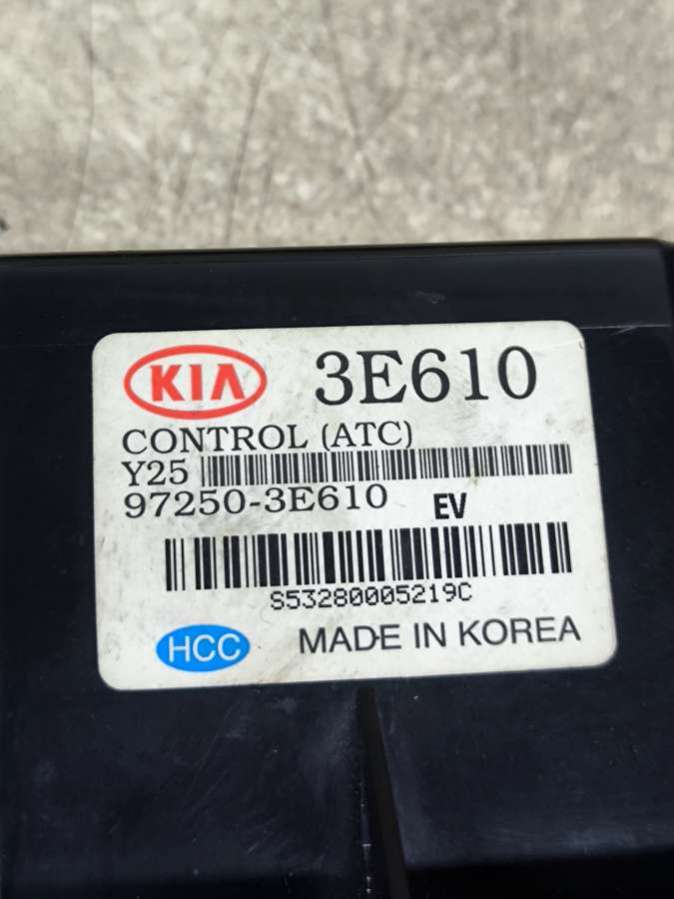 KIA 3E610
CONTROL (ATC)
Y25
97250-3E610 EV
S53280005219C
HCC MADE IN KOREA